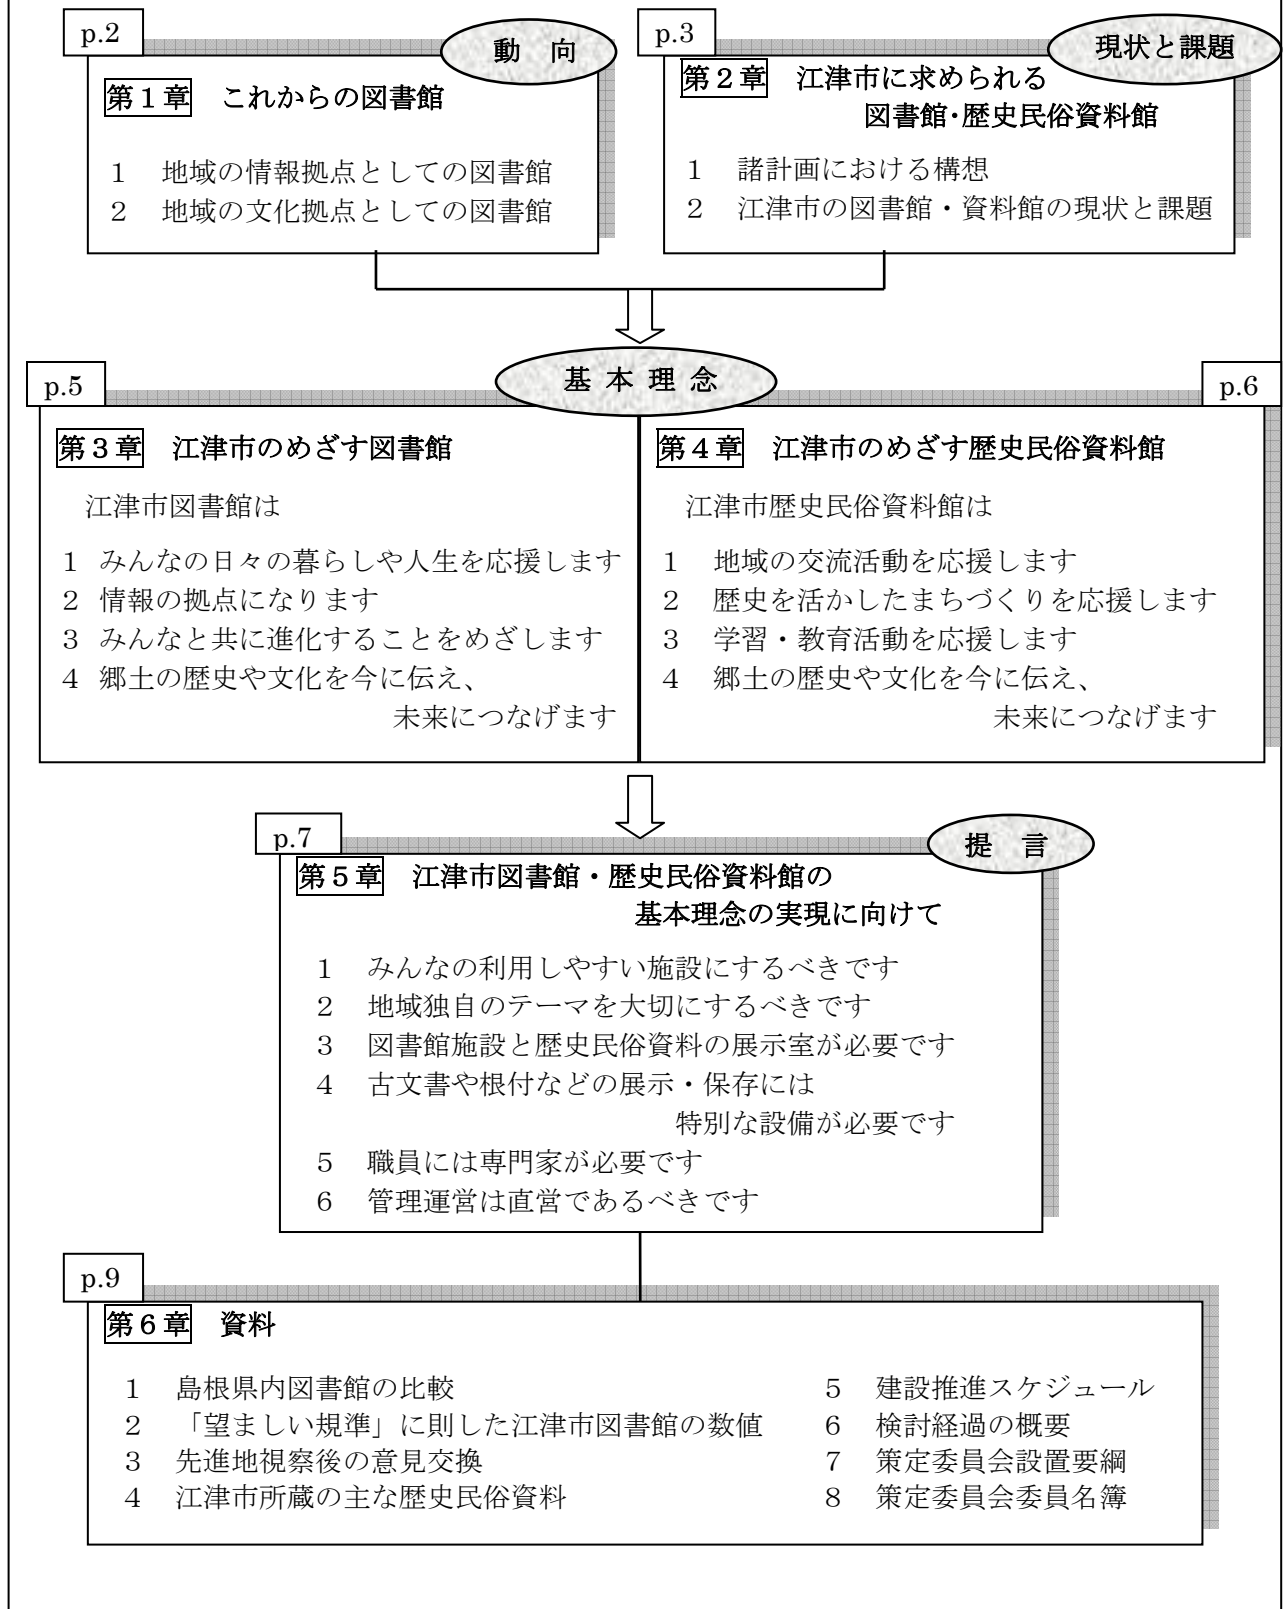 p.2
動　向
第１章　これからの図書館
１　地域の情報拠点としての図書館
２　地域の文化拠点としての図書館
p.3
現状と課題
第２章　江津市に求められる
図書館・歴史民俗資料館
１　諸計画における構想
２　江津市の図書館・資料館の現状と課題
基 本 理 念
p.5
第３章　江津市のめざす図書館
江津市図書館は
１ みんなの日々の暮らしや人生を応援します
２ 情報の拠点になります
３ みんなと共に進化することをめざします
４ 郷土の歴史や文化を今に伝え、
未来につなげます
p.6
第４章　江津市のめざす歴史民俗資料館
江津市歴史民俗資料館は
１　地域の交流活動を応援します
２　歴史を活かしたまちづくりを応援します
３　学習・教育活動を応援します
４　郷土の歴史や文化を今に伝え、
未来につなげます
p.7
提　言
第５章　江津市図書館・歴史民俗資料館の
基本理念の実現に向けて
１　みんなの利用しやすい施設にするべきです
２　地域独自のテーマを大切にするべきです
３　図書館施設と歴史民俗資料の展示室が必要です
４　古文書や根付などの展示・保存には
特別な設備が必要です
５　職員には専門家が必要です
６　管理運営は直営であるべきです
p.9
第６章　資料
１　島根県内図書館の比較
２　「望ましい規準」に則した江津市図書館の数値
３　先進地視察後の意見交換
４　江津市所蔵の主な歴史民俗資料
５　建設推進スケジュール
６　検討経過の概要
７　策定委員会設置要綱
８　策定委員会委員名簿